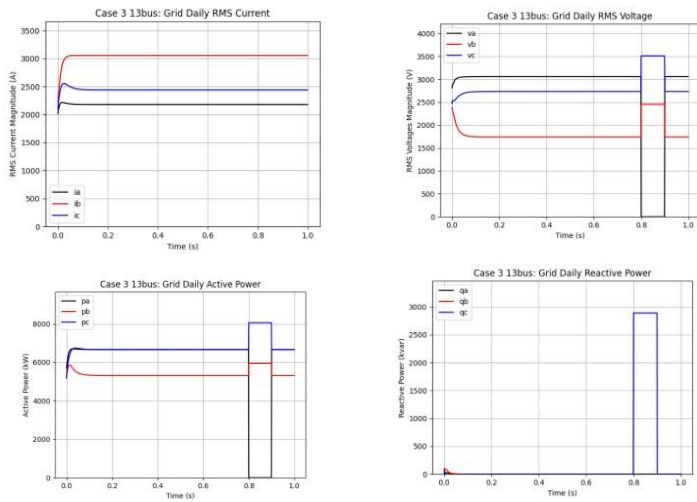 Case 3 13bus: Grid Daily RMS Current
3500
3000
2500
2000
1500
1000
500
0
RMS Current Magnitude (A)
ia
ib
ic
0.0 0.2 0.4 0.6 0.8 1.0
Time (s)
Case 3 13bus: Grid Daily RMS Voltage
va
vb
vc
4000
3500
3000
2500
2000
1500
1000
500
0
RMS Voltages Magnitude (V)
0.0 0.2 0.4 0.6 0.8 1.0
Time (s)
Case 3 13bus: Grid Daily Active Power
pa
pb
pc
8000
6000
4000
2000
0
Active Power (kW)
0.0 0.2 0.4 0.6 0.8 1.0
Time (s)
Case 3 13bus: Grid Daily Reactive Power
qa
qb
qc
3000
2500
2000
1500
1000
500
0
Reactive Power (kvar)
0.0 0.2 0.4 0.6 0.8 1.0
Time (s)